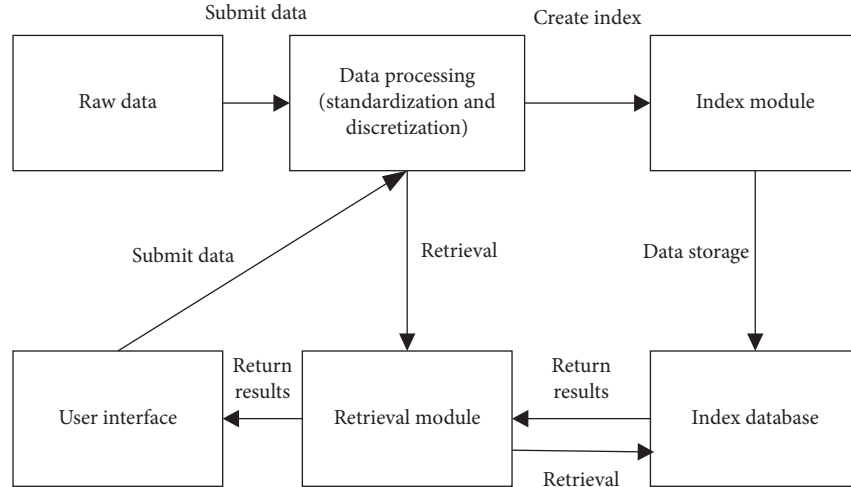 Submit data
Create index
Raw data
Data processing
(standardization and
discretization)
Index module
Submit data
Retrieval
Data storage
User interface
Return
results
Retrieval module
Return
results
Index database
Retrieval